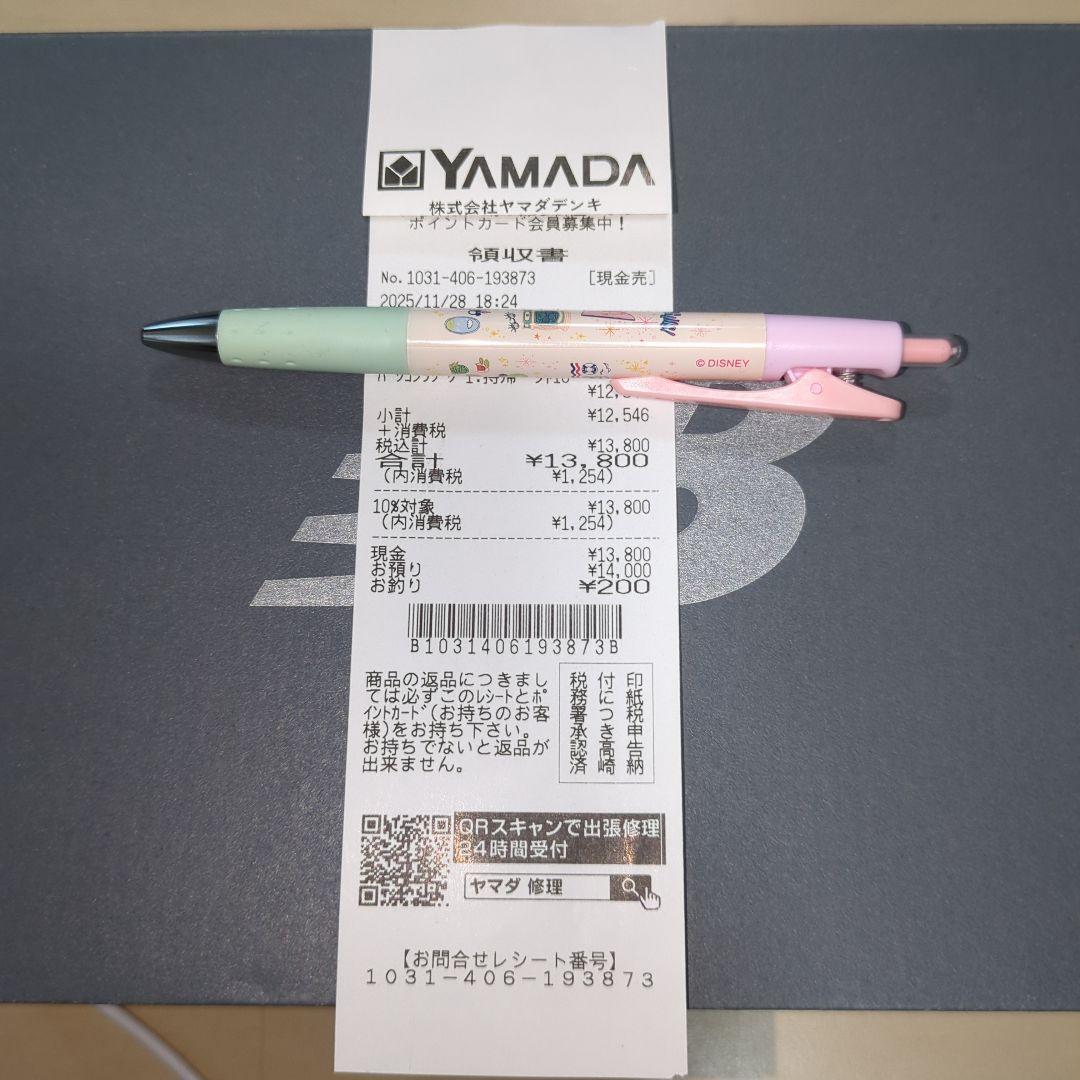 YAMADA
株式会社ヤマダデンキ
ポイントカード会員募集中!
領収書
No.1031-406-193873 [現金売]
2025/11/28 18:24
© DISNEY
小計 ¥12,546
+消費税
税込計 ¥13,800
合計 ¥13,800
(内消費税 ¥1,254)
10%対象 ¥13,800
(内消費税 ¥1,254)
現金 ¥13,800
お預り ¥14,000
お釣り ¥200
B1031406193873B
商品の返品につきまし
ては必ずこのレシートとポ
イントカード(お持ちのお客
様)をお持ち下さい。
お持ちでないと返品が
出来ません。
印紙税申告納
付につき高崎
税務署承認済
QRスキャンで出張修理
24時間受付
ヤマダ 修理
【お問合せレシート番号】
1031-406-193873